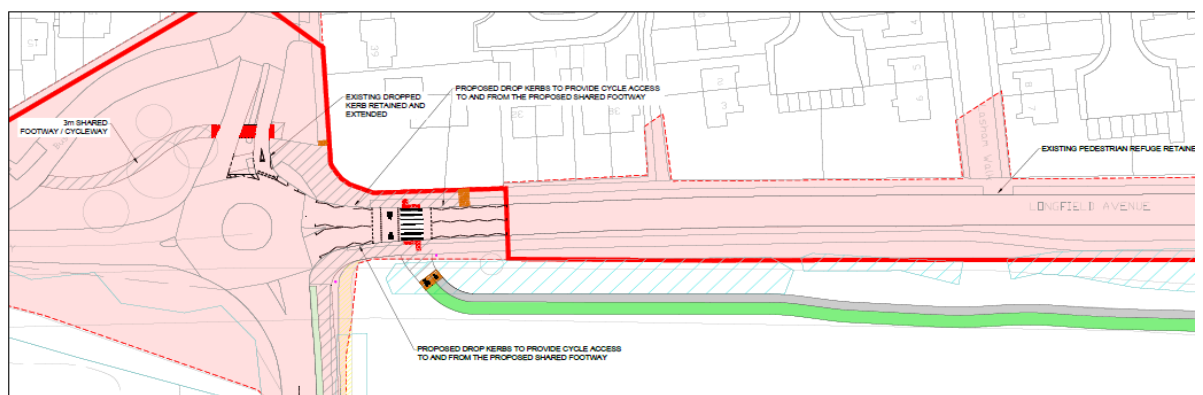 EXISTING DROPPED
KERB RETAINED AND
EXTENDED
PROPOSED DROP KERBS TO PROVIDE CYCLE ACCESS
TO AND FROM THE PROPOSED SHARED FOOTWAY
3m SHARED
FOOTWAY / CYCLEWAY
EXISTING PEDESTRIAN REFUGE RETAINE
LONGFIELD AVENUE
PROPOSED DROP KERBS TO PROVIDE CYCLE ACCESS
TO AND FROM THE PROPOSED SHARED FOOTWAY
39